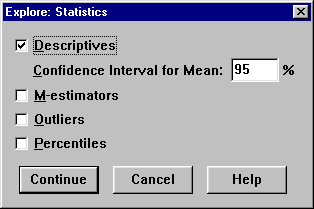 Explore: Statistics
Descriptives
Confidence Interval for Mean: 95 %
M-estimators
Outliers
Percentiles
Continue Cancel Help